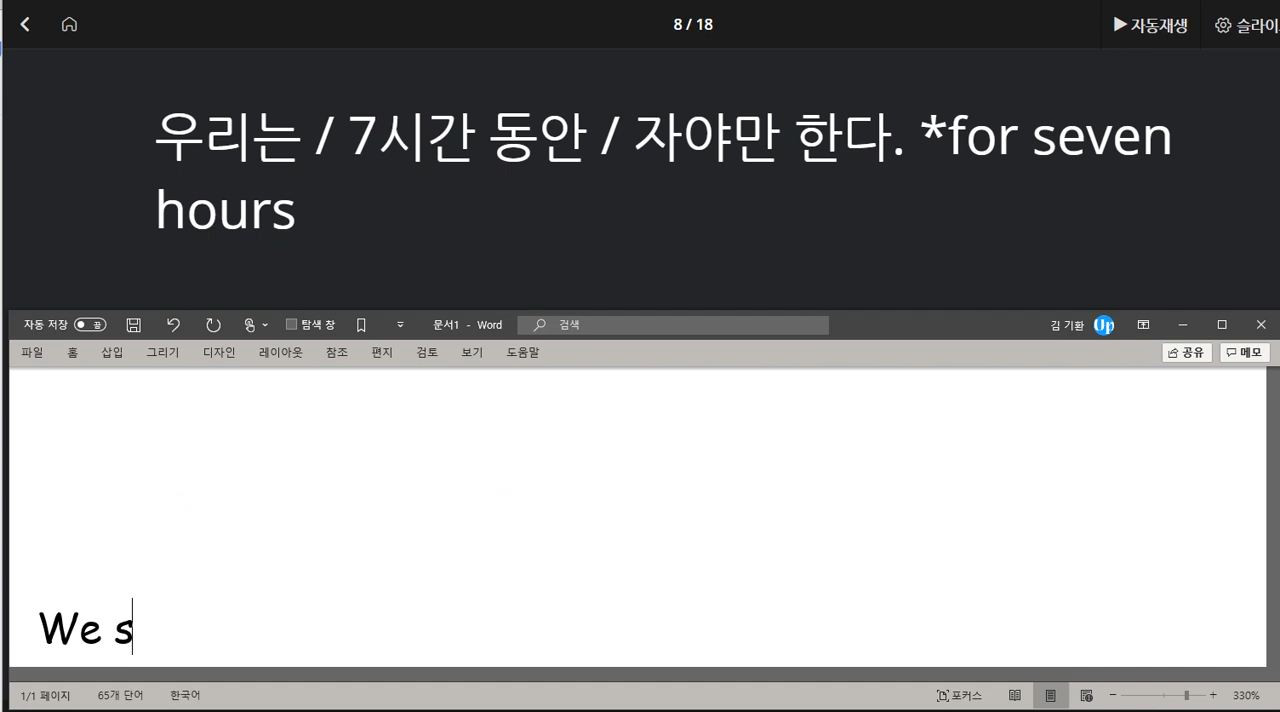 8 / 18
▶ 자동재생
슬라이
우리는 / 7시간 동안 / 자야만 한다. *for seven
hours
자동 저장 끔
탐색 창
문서1 - Word
검색
김 기환 Up
파일 홈 삽입 그리기 디자인 레이아웃 참조 편지 검토 보기 도움말
공유 메모
We s
1/1 페이지 65개 단어 한국어
포커스
- + 330%